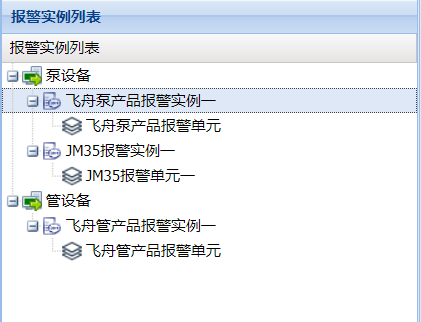 报警实例列表
报警实例列表
泵设备
飞舟泵产品报警实例一
飞舟泵产品报警单元
JM35报警实例一
JM35报警单元一
管设备
飞舟管产品报警实例一
飞舟管产品报警单元